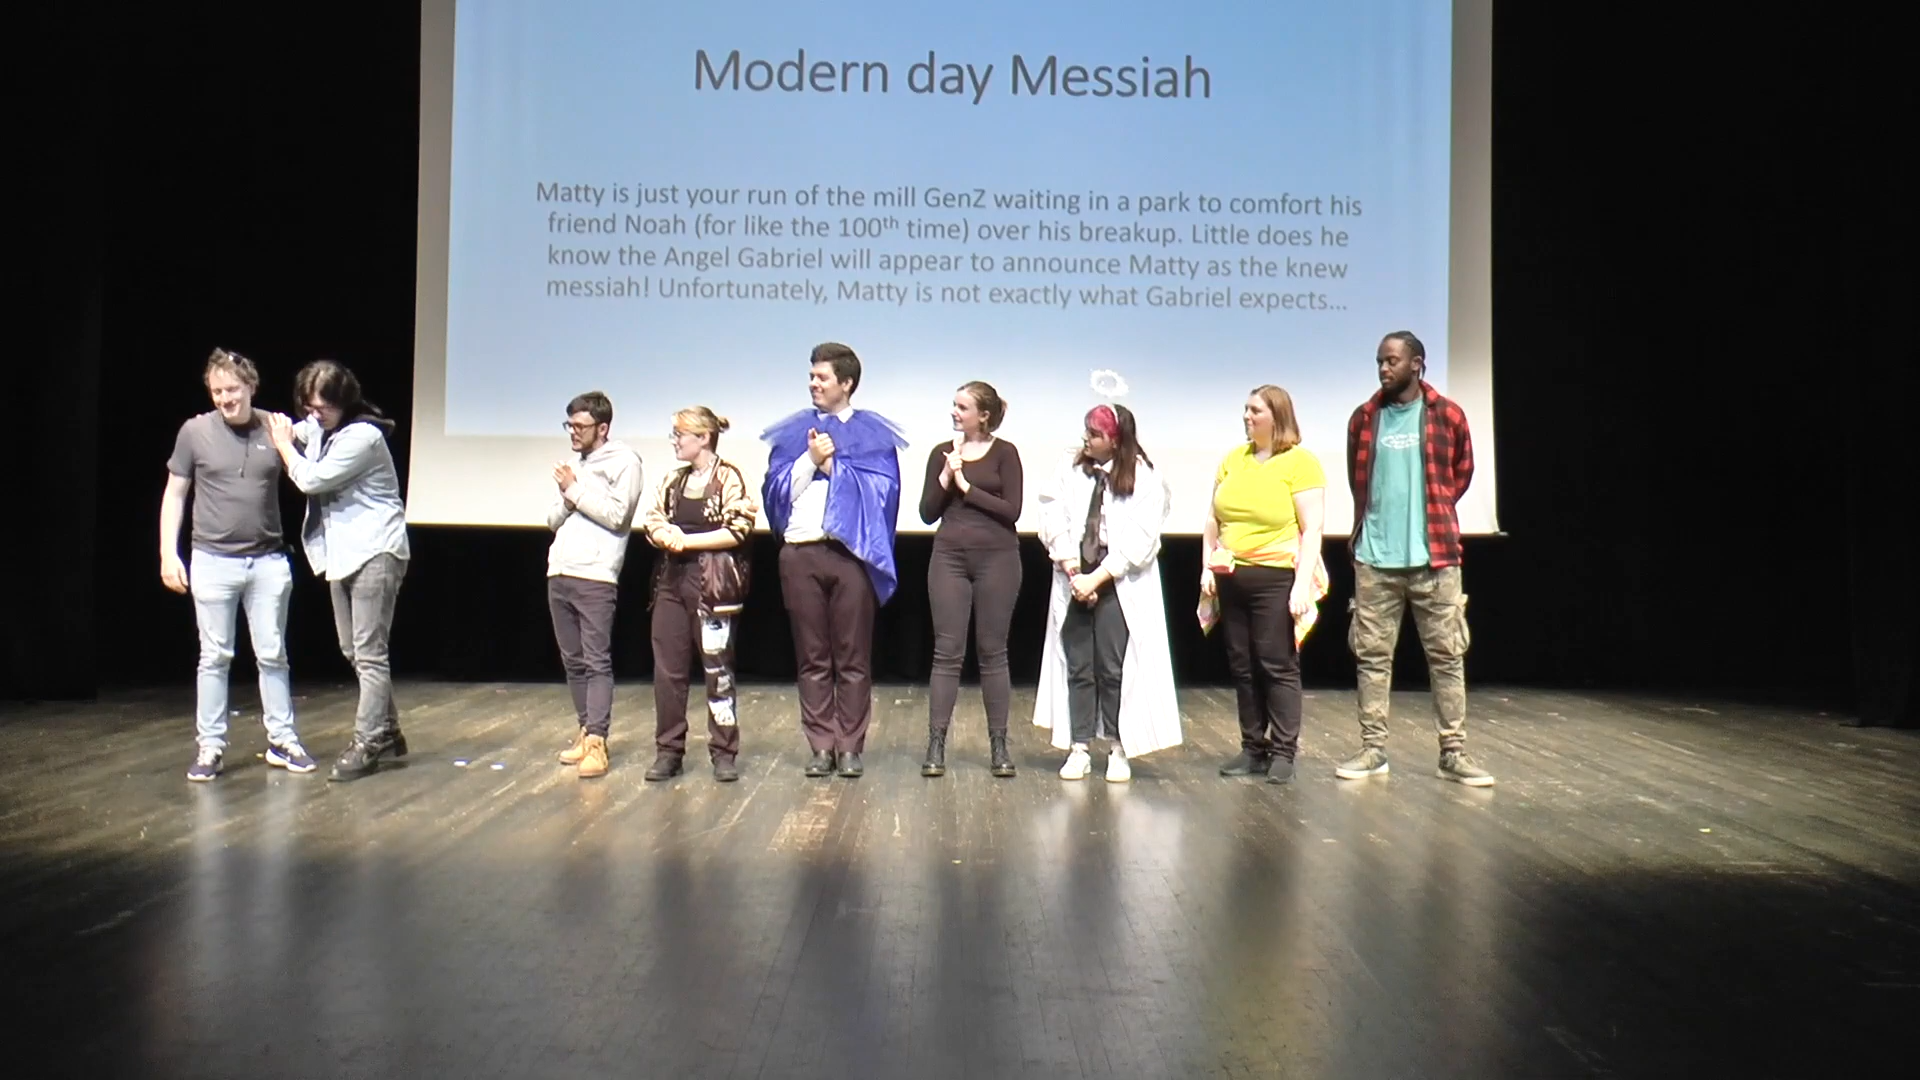 Modern day Messiah
Matty is just your run of the mill GenZ waiting in a park to comfort his
friend Noah (for like the 100th time) over his breakup. Little does he
know the Angel Gabriel will appear to announce Matty as the knew
messiah! Unfortunately, Matty is not exactly what Gabriel expects...